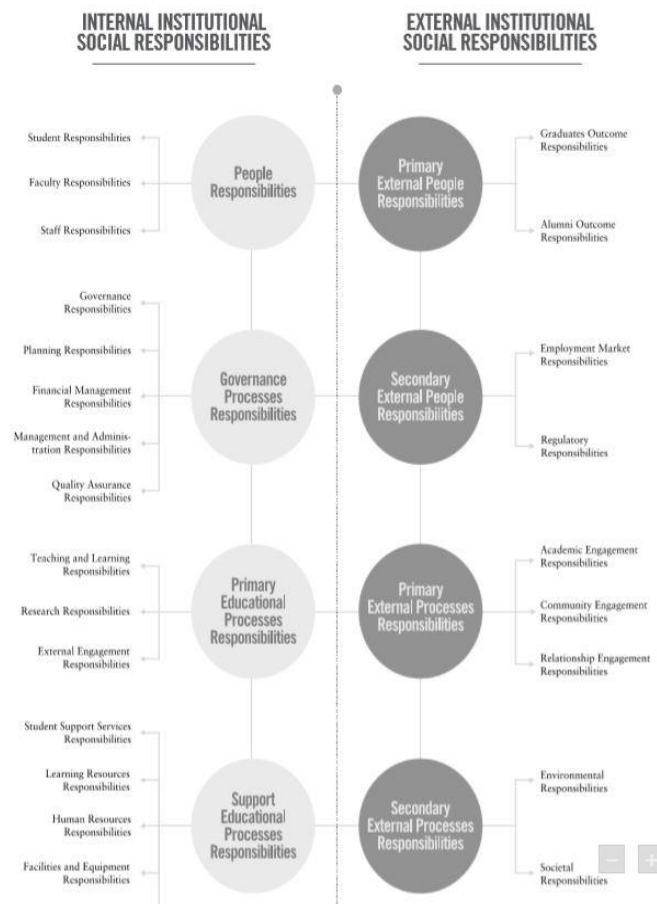 INTERNAL INSTITUTIONAL
SOCIAL RESPONSIBILITIES
EXTERNAL INSTITUTIONAL
SOCIAL RESPONSIBILITIES
Student Responsibilities
Faculty Responsibilities
Staff Responsibilities
People
Responsibilities
Primary
External People
Responsibilities
Graduates Outcome
Responsibilities
Alumni Outcome
Responsibilities
Governance
Responsibilities
Planning Responsibilities
Financial Management
Responsibilities
Management and Adminis-
tration Responsibilities
Quality Assurance
Responsibilities
Governance
Processes
Responsibilities
Secondary
External People
Responsibilities
Employment Market
Responsibilities
Regulatory
Responsibilities
Teaching and Learning
Responsibilities
Research Responsibilities
External Engagement
Responsibilities
Primary
Educational
Processes
Responsibilities
Primary
External Processes
Responsibilities
Academic Engagement
Responsibilities
Community Engagement
Responsibilities
Relationship Engagement
Responsibilities
Student Support Services
Responsibilities
Learning Resources
Responsibilities
Human Resources
Responsibilities
Facilities and Equipment
Responsibilities
Support
Educational
Processes
Responsibilities
Secondary
External Processes
Responsibilities
Environmental
Responsibilities
Societal
Responsibilities